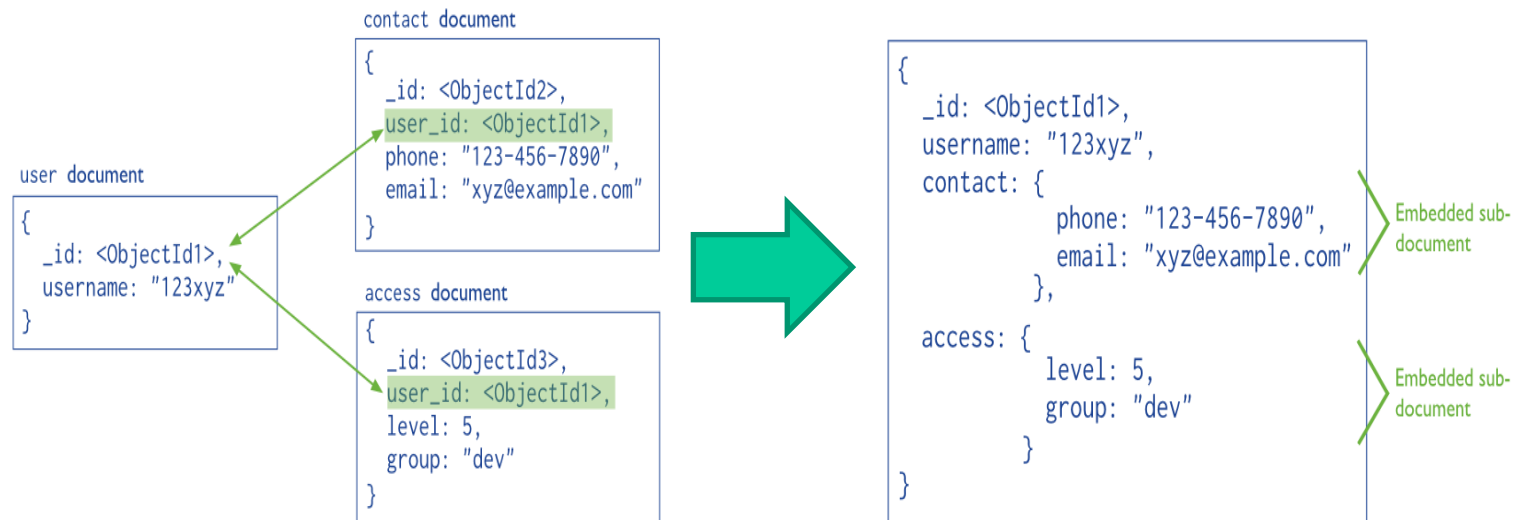 user document
{
_id: <ObjectId1>,
username: "123xyz"
}
contact document
{
_id: <ObjectId2>,
user_id: <ObjectId1>,
phone: "123-456-7890",
email: "xyz@example.com"
}
access document
{
_id: <ObjectId3>,
user_id: <ObjectId1>,
level: 5,
group: "dev"
}
{
_id: <ObjectId1>,
username: "123xyz",
contact: {
phone: "123-456-7890",
email: "xyz@example.com"
},
access: {
level: 5,
group: "dev"
}
}
Embedded sub-
document
Embedded sub-
document